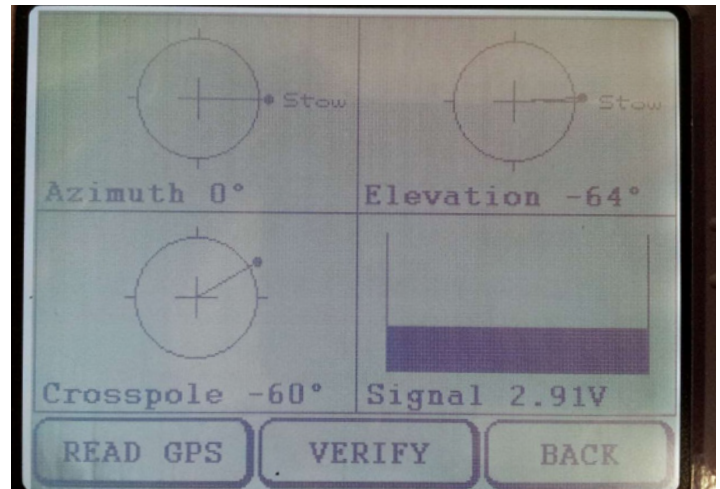 Stow
Stow
Azimuth 0°
Elevation -64°
Crosspole -60°
Signal 2.91V
READ GPS
VERIFY
BACK